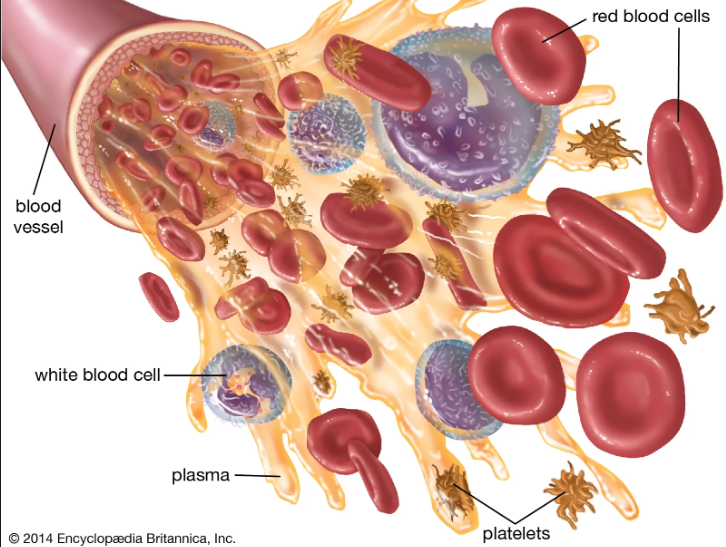 red blood cells
blood
vessel
white blood cell
plasma
platelets
© 2014 Encyclopædia Britannica, Inc.